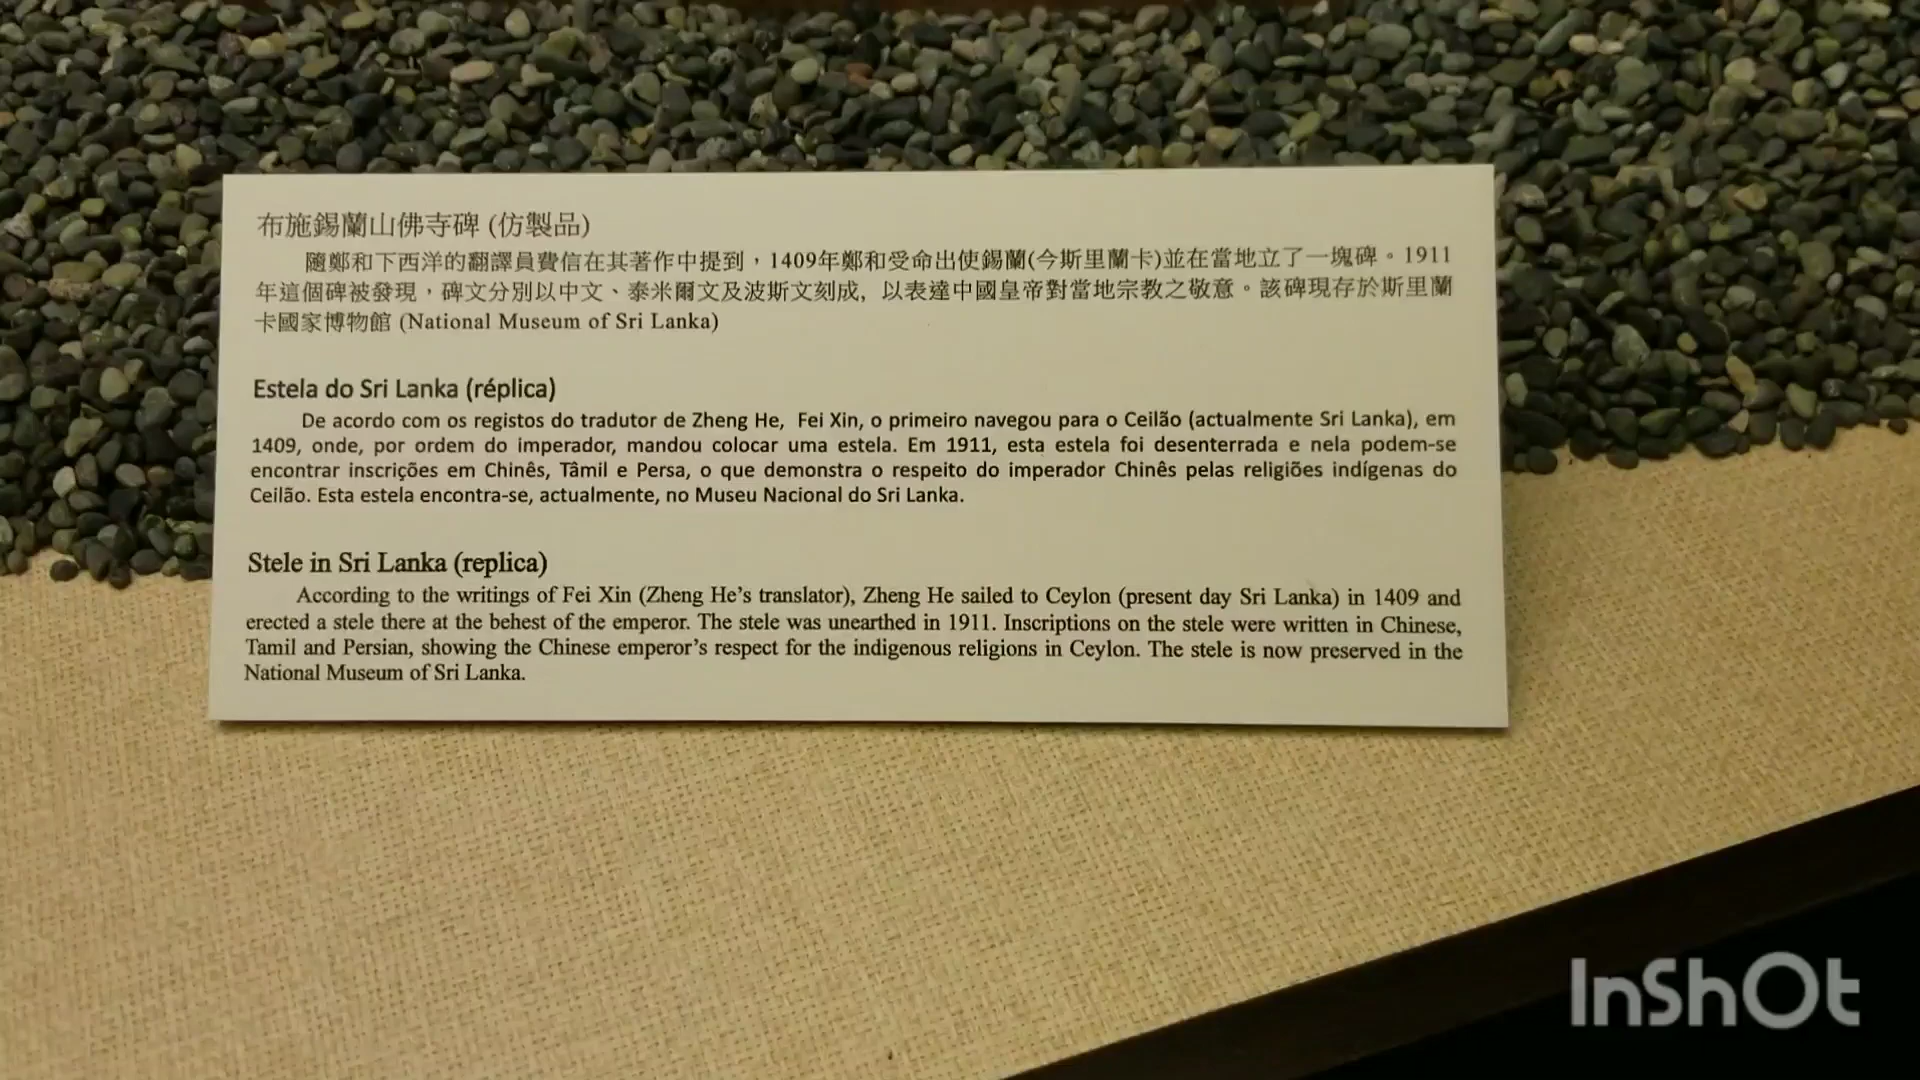 布施錫蘭山佛寺碑 (仿製品)
隨鄭和下西洋的翻譯員費信在其著作中提到，1409年鄭和受命出使錫蘭(今斯里蘭卡)並在當地立了一塊碑。1911
年這個碑被發現，碑文分別以中文、泰米爾文及波斯文刻成, 以表達中國皇帝對當地宗教之敬意。該碑現存於斯里蘭
卡國家博物館 (National Museum of Sri Lanka)
Estela do Sri Lanka (réplica)
De acordo com os registos do tradutor de Zheng He, Fei Xin, o primeiro navegou para o Ceilão (actualmente Sri Lanka), em
1409, onde, por ordem do imperador, mandou colocar uma estela. Em 1911, esta estela foi desenterrada e nela podem-se
encontrar inscrições em Chinês, Tâmil e Persa, o que demonstra o respeito do imperador Chinês pelas religiões indígenas do
Ceilão. Esta estela encontra-se, actualmente, no Museu Nacional do Sri Lanka.
Stele in Sri Lanka (replica)
According to the writings of Fei Xin (Zheng He's translator), Zheng He sailed to Ceylon (present day Sri Lanka) in 1409 and
erected a stele there at the behest of the emperor. The stele was unearthed in 1911. Inscriptions on the stele were written in Chinese,
Tamil and Persian, showing the Chinese emperor's respect for the indigenous religions in Ceylon. The stele is now preserved in the
National Museum of Sri Lanka.
InShOt